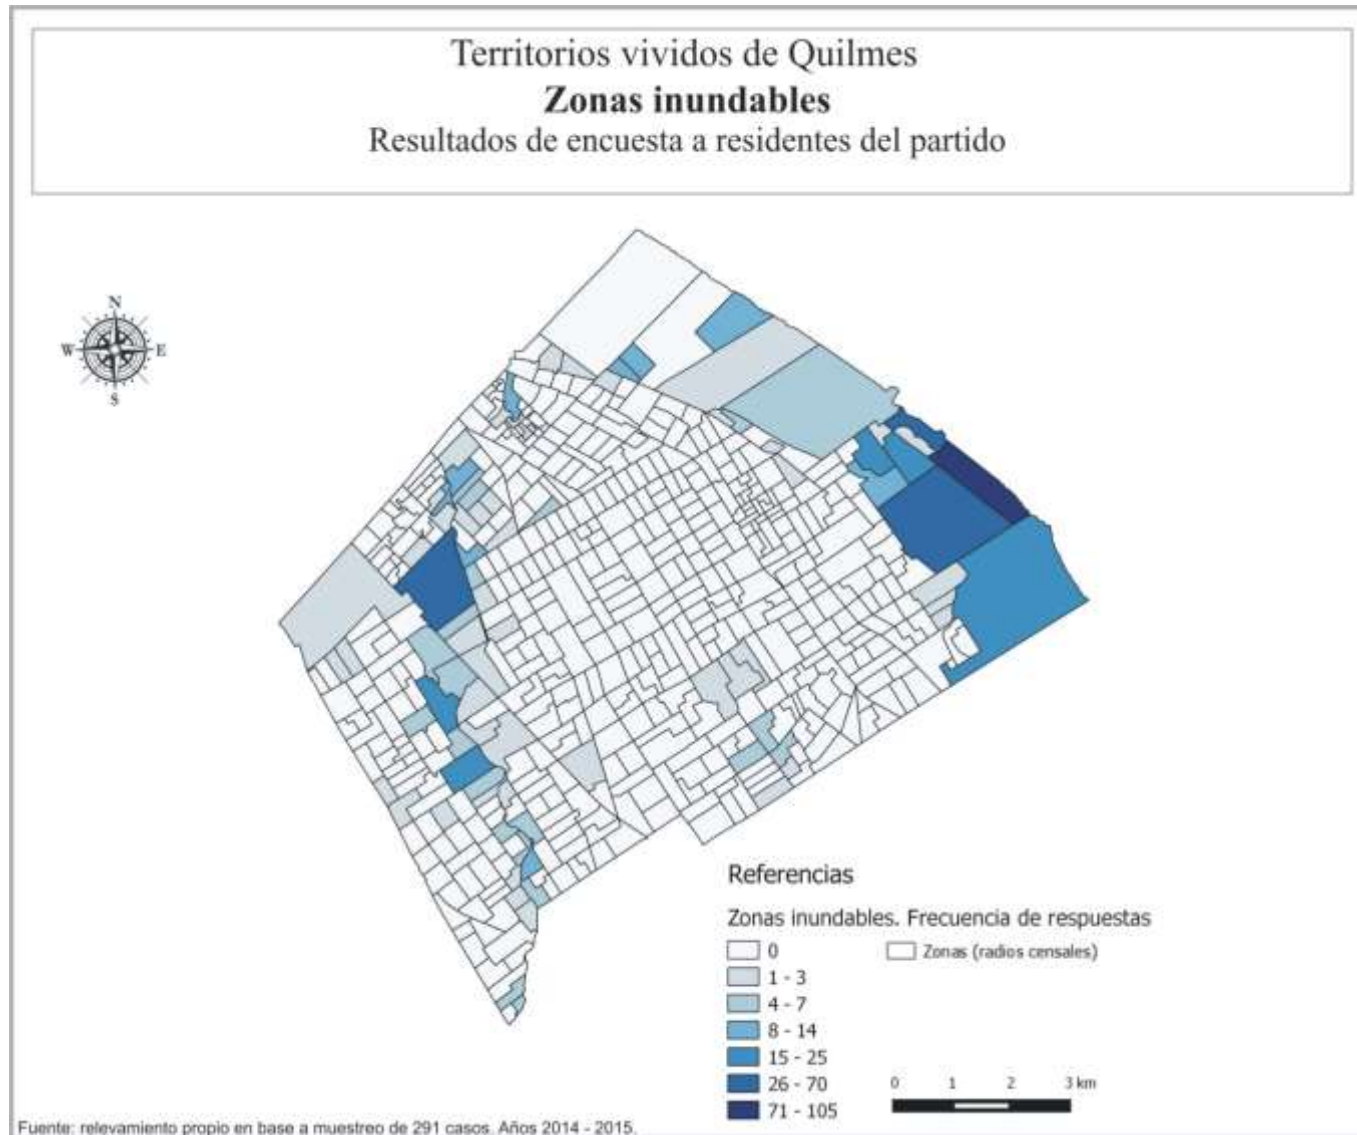 Territorios vividos de Quilmes
Zonas inundables
Resultados de encuesta a residentes del partido
N
W E
S
Referencias
Zonas inundables. Frecuencia de respuestas
0 Zonas (radios censales)
1 - 3
4 - 7
8 - 14
15 - 25
26 - 70
71 - 105
0 1 2 3 km
Fuente: relevamiento propio en base a muestreo de 291 casos. Años 2014 - 2015.